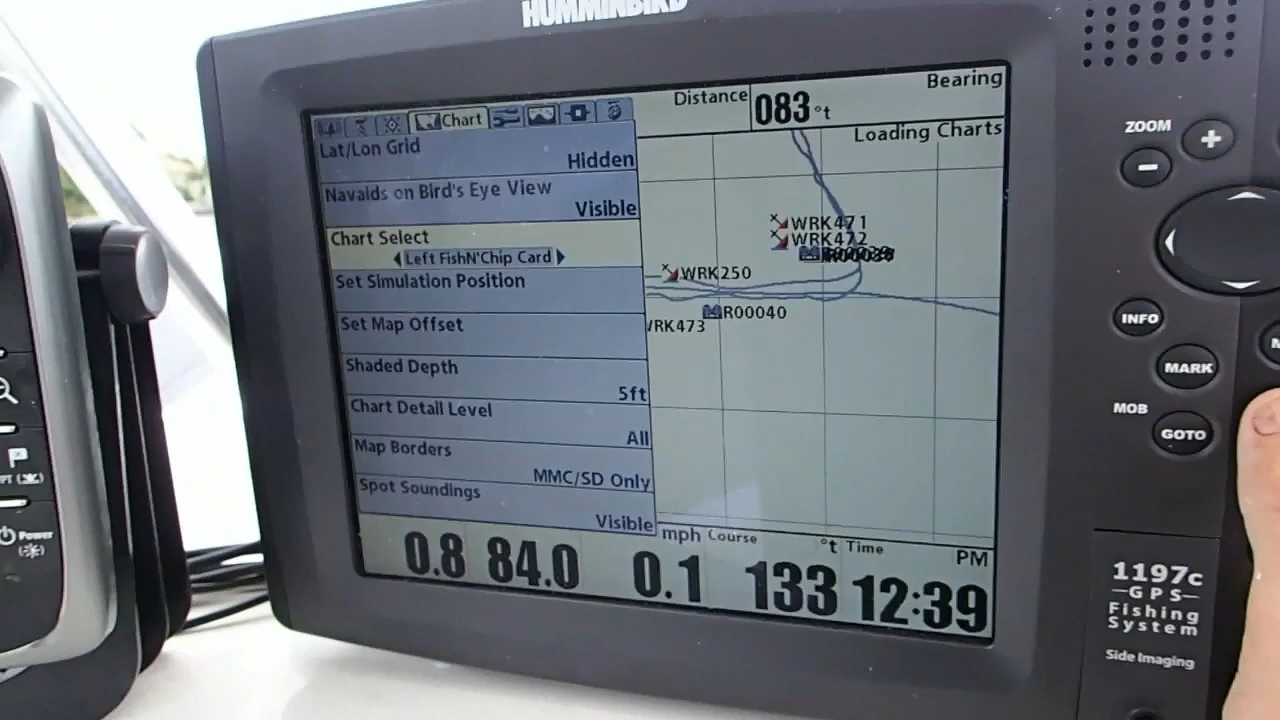 HUMMINBIRD
Chart
Distance
083 °t
Bearing
Lat/Lon Grid
Hidden
Loading Charts
Navaids on Bird's Eye View
Visible
Chart Select
Left FishN'Chip Card
Set Simulation Position
Set Map Offset
Shaded Depth
5ft
Chart Detail Level
All
Map Borders
MMC/SD Only
Spot Soundings
Visible
WRK471
WRK472
WRK250
R00040
WRK473
mph Course °t Time PM
0.8 84.0 0.1 133 12:39
ZOOM
+
-
INFO
MARK
MOB
GOTO
1197c
GPS
Fishing
System
Side Imaging
Power